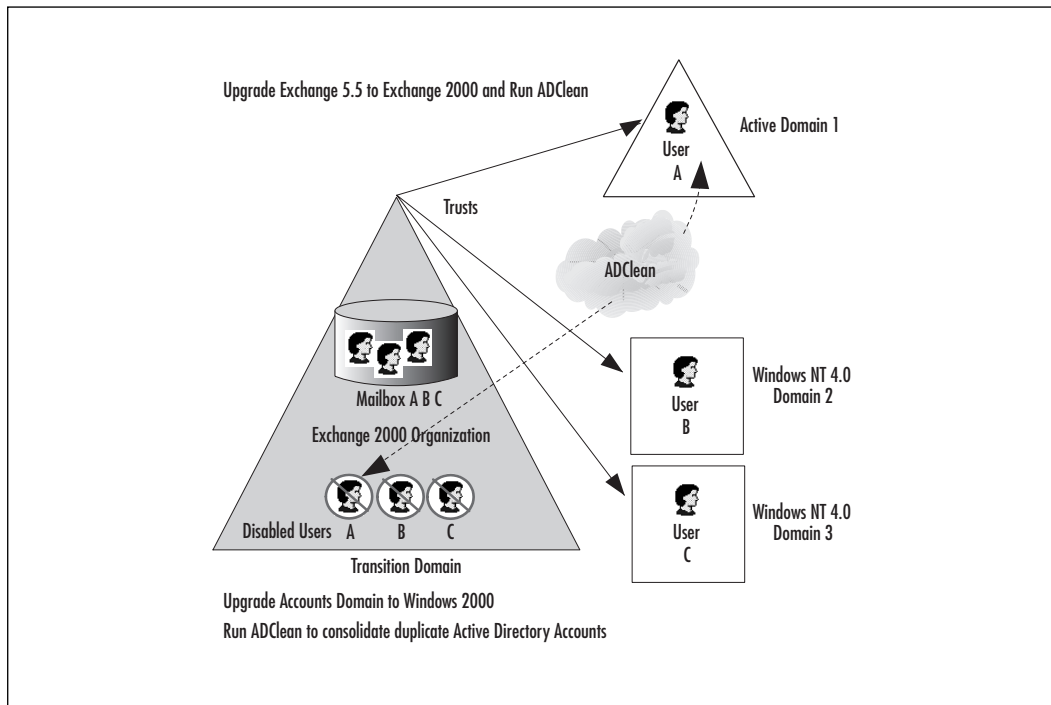 Upgrade Exchange 5.5 to Exchange 2000 and Run ADClean
Active Domain 1
User
A
Trusts
ADClean
Mailbox A B C
Windows NT 4.0
Domain 2
User
B
Exchange 2000 Organization
Windows NT 4.0
Domain 3
User
C
Disabled Users A B C
Transition Domain
Upgrade Accounts Domain to Windows 2000
Run ADClean to consolidate duplicate Active Directory Accounts